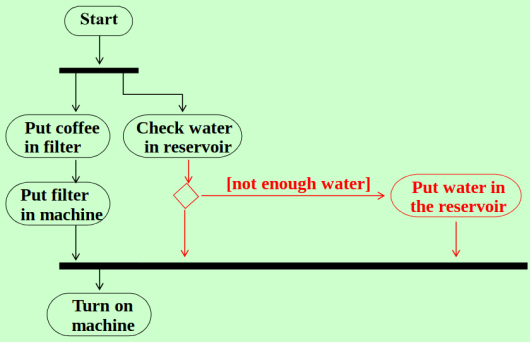 Start
Put coffee
in filter
Check water
in reservoir
[not enough water]
Put water in
the reservoir
Put filter
in machine
Turn on
machine